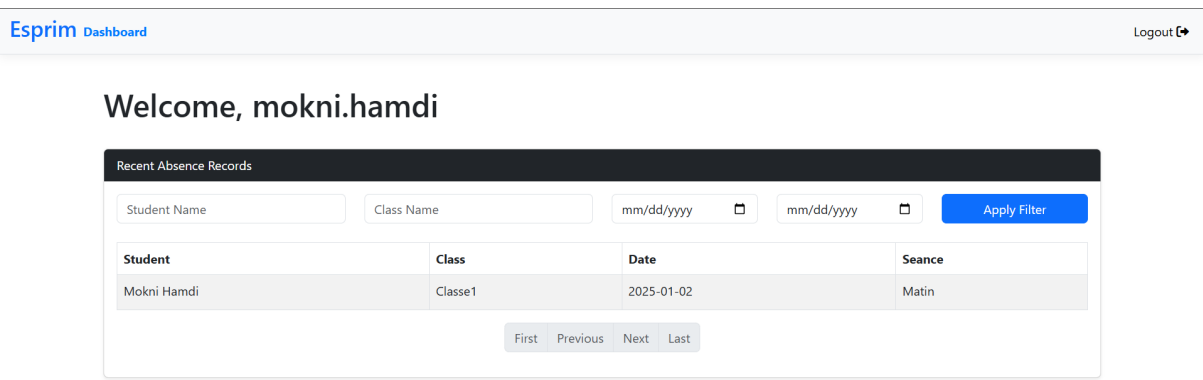 Esprim Dashboard Logout
Welcome, mokni.hamdi
Recent Absence Records
Student Name Class Name mm/dd/yyyy mm/dd/yyyy Apply Filter
Student Class Date Seance
Mokni Hamdi Classe1 2025-01-02 Matin
First Previous Next Last